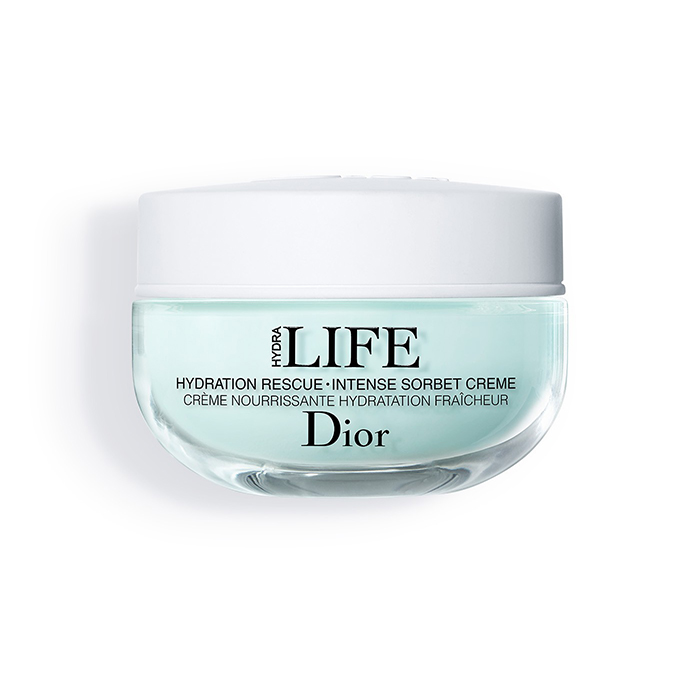 HYDRA LIFE
HYDRATION RESCUE • INTENSE SORBET CREME
CRÈME NOURRISSANTE HYDRATATION FRAÎCHEUR
Dior